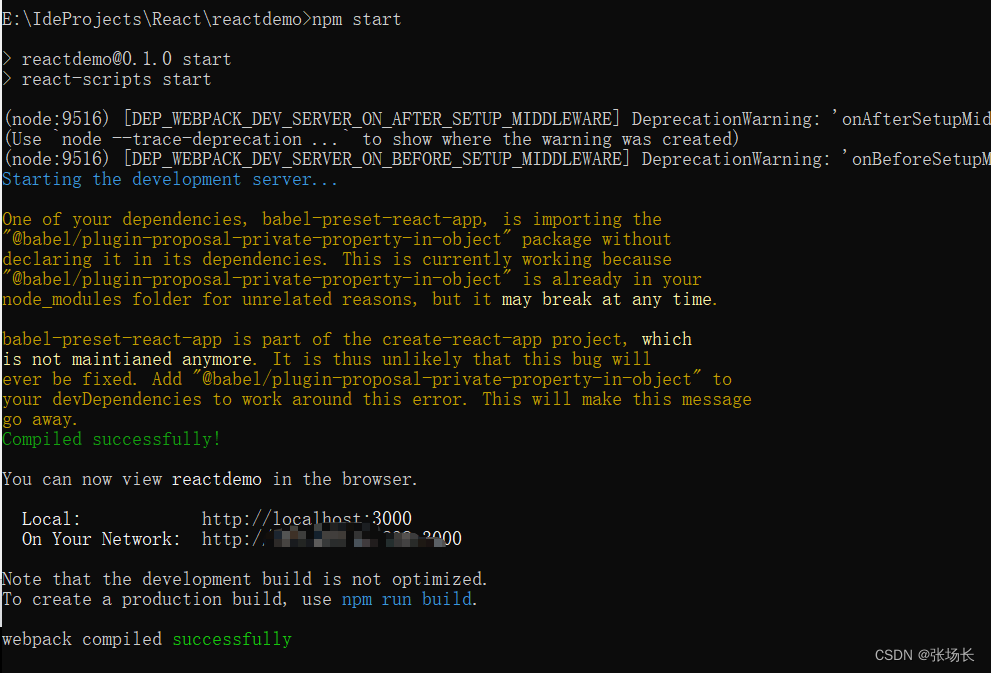 E:\IdeProjects\React\reactdemo>npm start
> reactdemo@0.1.0 start
> react-scripts start
(node:9516) [DEP_WEBPACK_DEV_SERVER_ON_AFTER_SETUP_MIDDLEWARE] DeprecationWarning: 'onAfterSetupMid
(Use `node --trace-deprecation ...` to show where the warning was created)
(node:9516) [DEP_WEBPACK_DEV_SERVER_ON_BEFORE_SETUP_MIDDLEWARE] DeprecationWarning: 'onBeforeSetupM
Starting the development server...
One of your dependencies, babel-preset-react-app, is importing the
"@babel/plugin-proposal-private-property-in-object" package without
declaring it in its dependencies. This is currently working because
"@babel/plugin-proposal-private-property-in-object" is already in your
node_modules folder for unrelated reasons, but it may break at any time.
babel-preset-react-app is part of the create-react-app project, which
is not maintianed anymore. It is thus unlikely that this bug will
ever be fixed. Add "@babel/plugin-proposal-private-property-in-object" to
your devDependencies to work around this error. This will make this message
go away.
Compiled successfully!
You can now view reactdemo in the browser.
Local: http://localhost:3000
On Your Network: http:/ 3000
Note that the development build is not optimized.
To create a production build, use npm run build.
webpack compiled successfully
CSDN @张场长